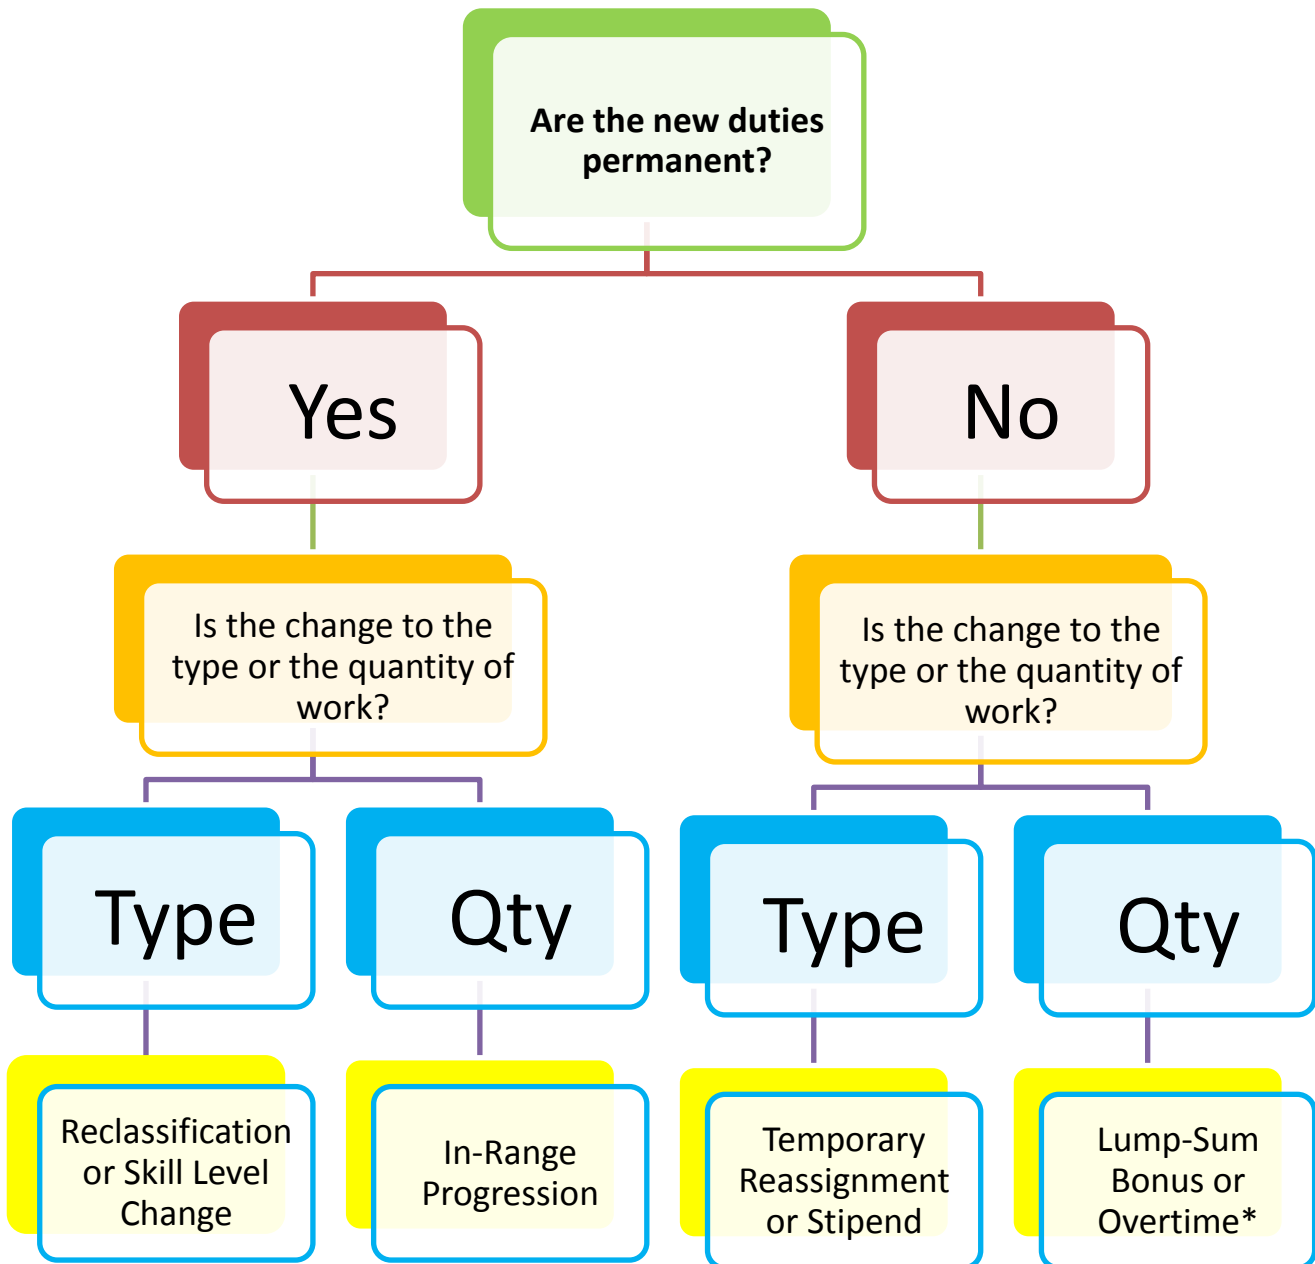 Are the new duties
permanent?
Yes
No
Is the change to the
type or the quantity of
work?
Is the change to the
type or the quantity of
work?
Type
Qty
Type
Qty
Reclassification
or Skill Level
Change
In-Range
Progression
Temporary
Reassignment
or Stipend
Lump-Sum
Bonus or
Overtime*